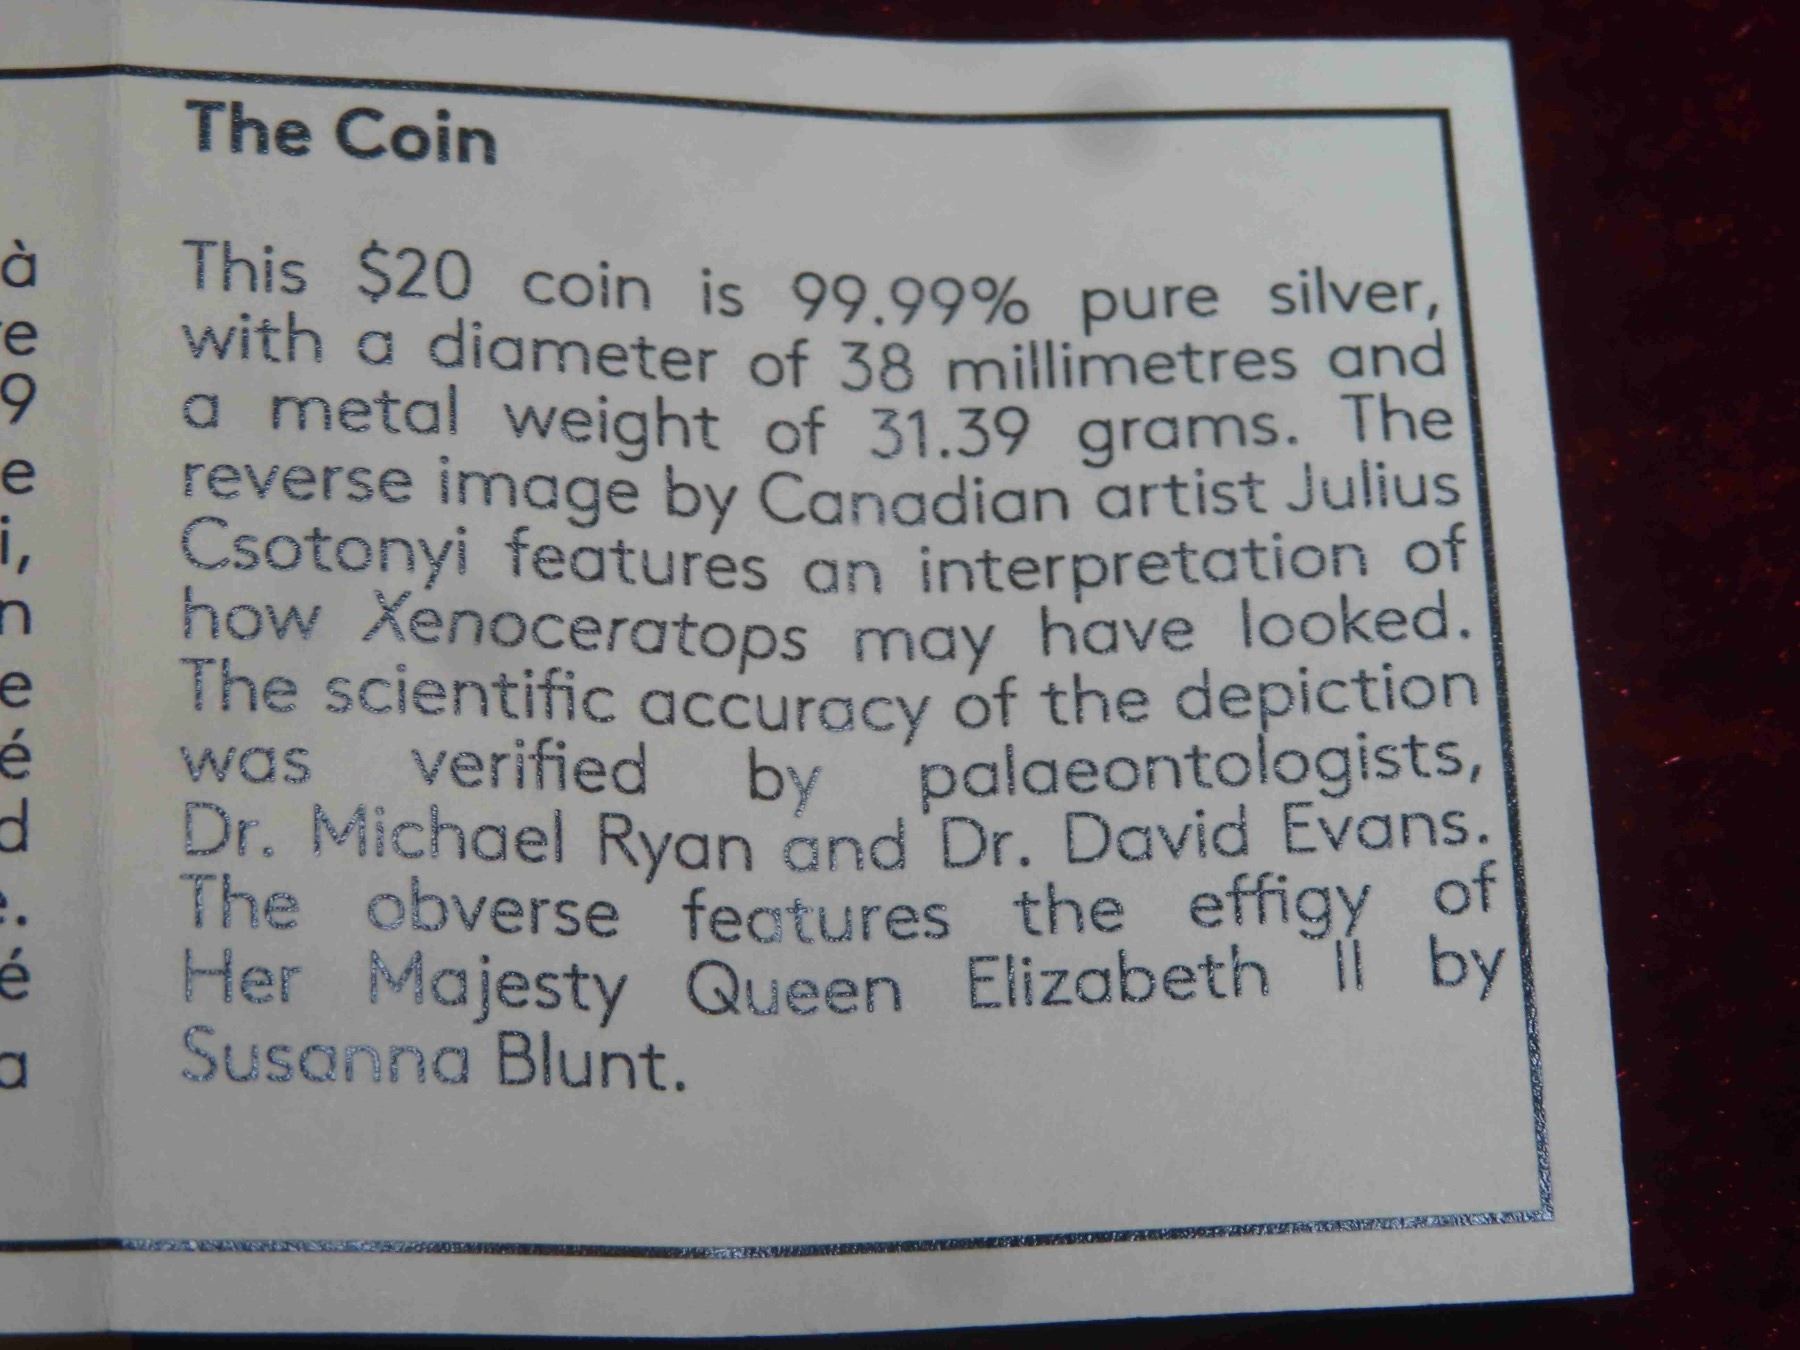 The Coin
This $20 coin is 99.99% pure silver,
with a diameter of 38 millimetres and
a metal weight of 31.39 grams. The
reverse image by Canadian artist Julius
Csotonyi features an interpretation of
how Xenoceratops may have looked.
The scientific accuracy of the depiction
was verified by palaeontologists,
Dr. Michael Ryan and Dr. David Evans.
The obverse features the effigy of
Her Majesty Queen Elizabeth II by
Susanna Blunt.